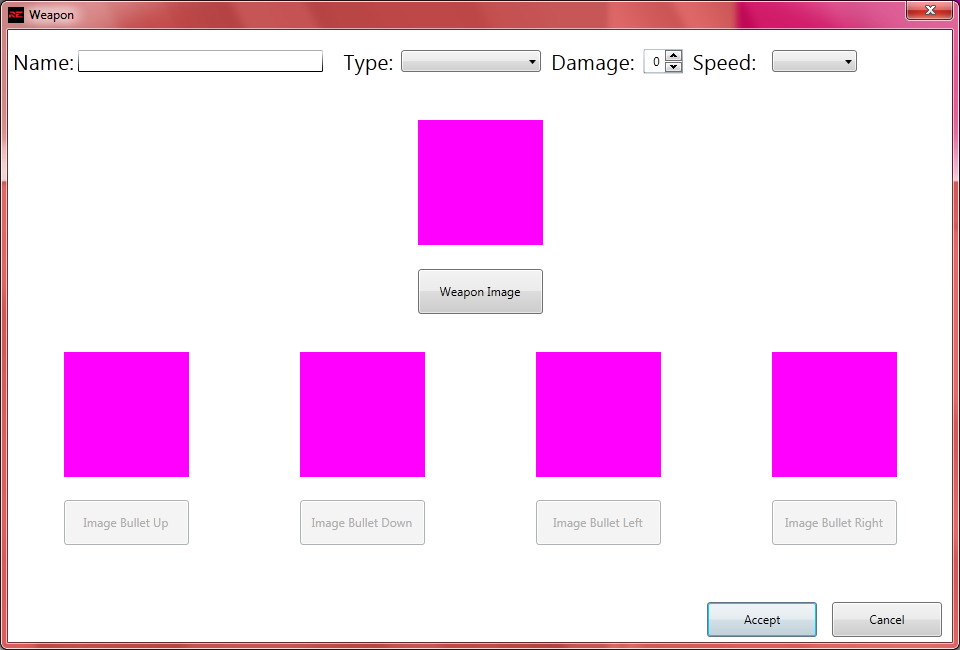 RE Weapon
Name: Type: Damage: 0 Speed:
Weapon Image
Image Bullet Up Image Bullet Down Image Bullet Left Image Bullet Right
Accept Cancel